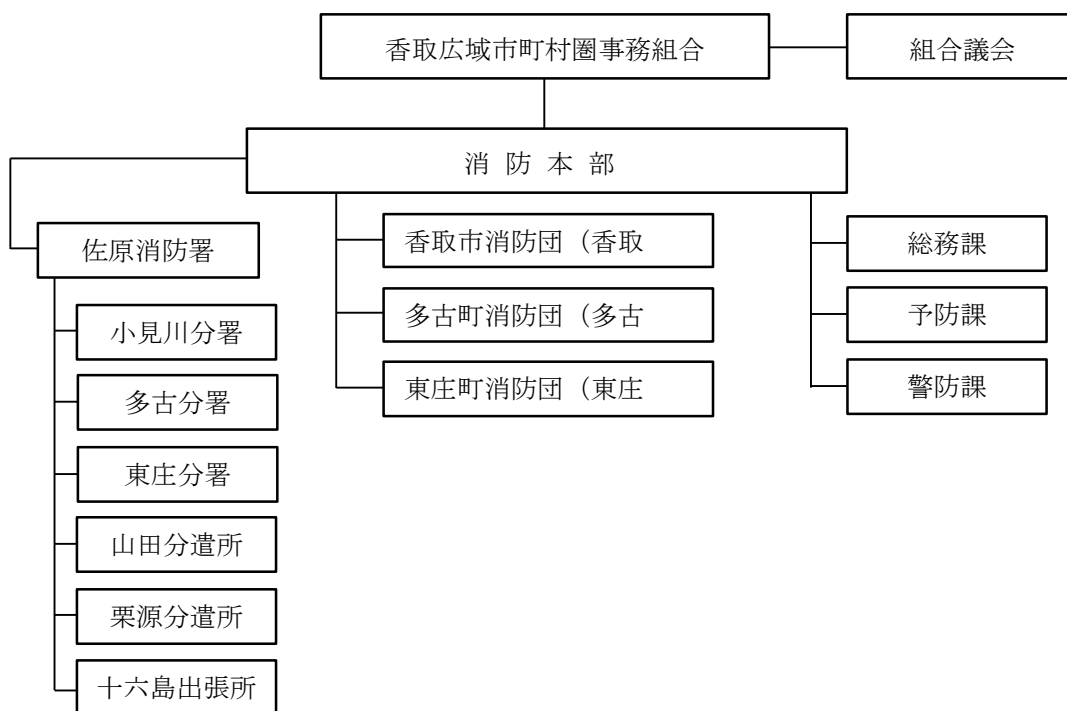 香取広域市町村圏事務組合
組合議会
消 防 本 部
佐原消防署
小見川分署
多古分署
東庄分署
山田分遣所
栗源分遣所
十六島出張所
香取市消防団（香取
多古町消防団（多古
東庄町消防団（東庄
総務課
予防課
警防課